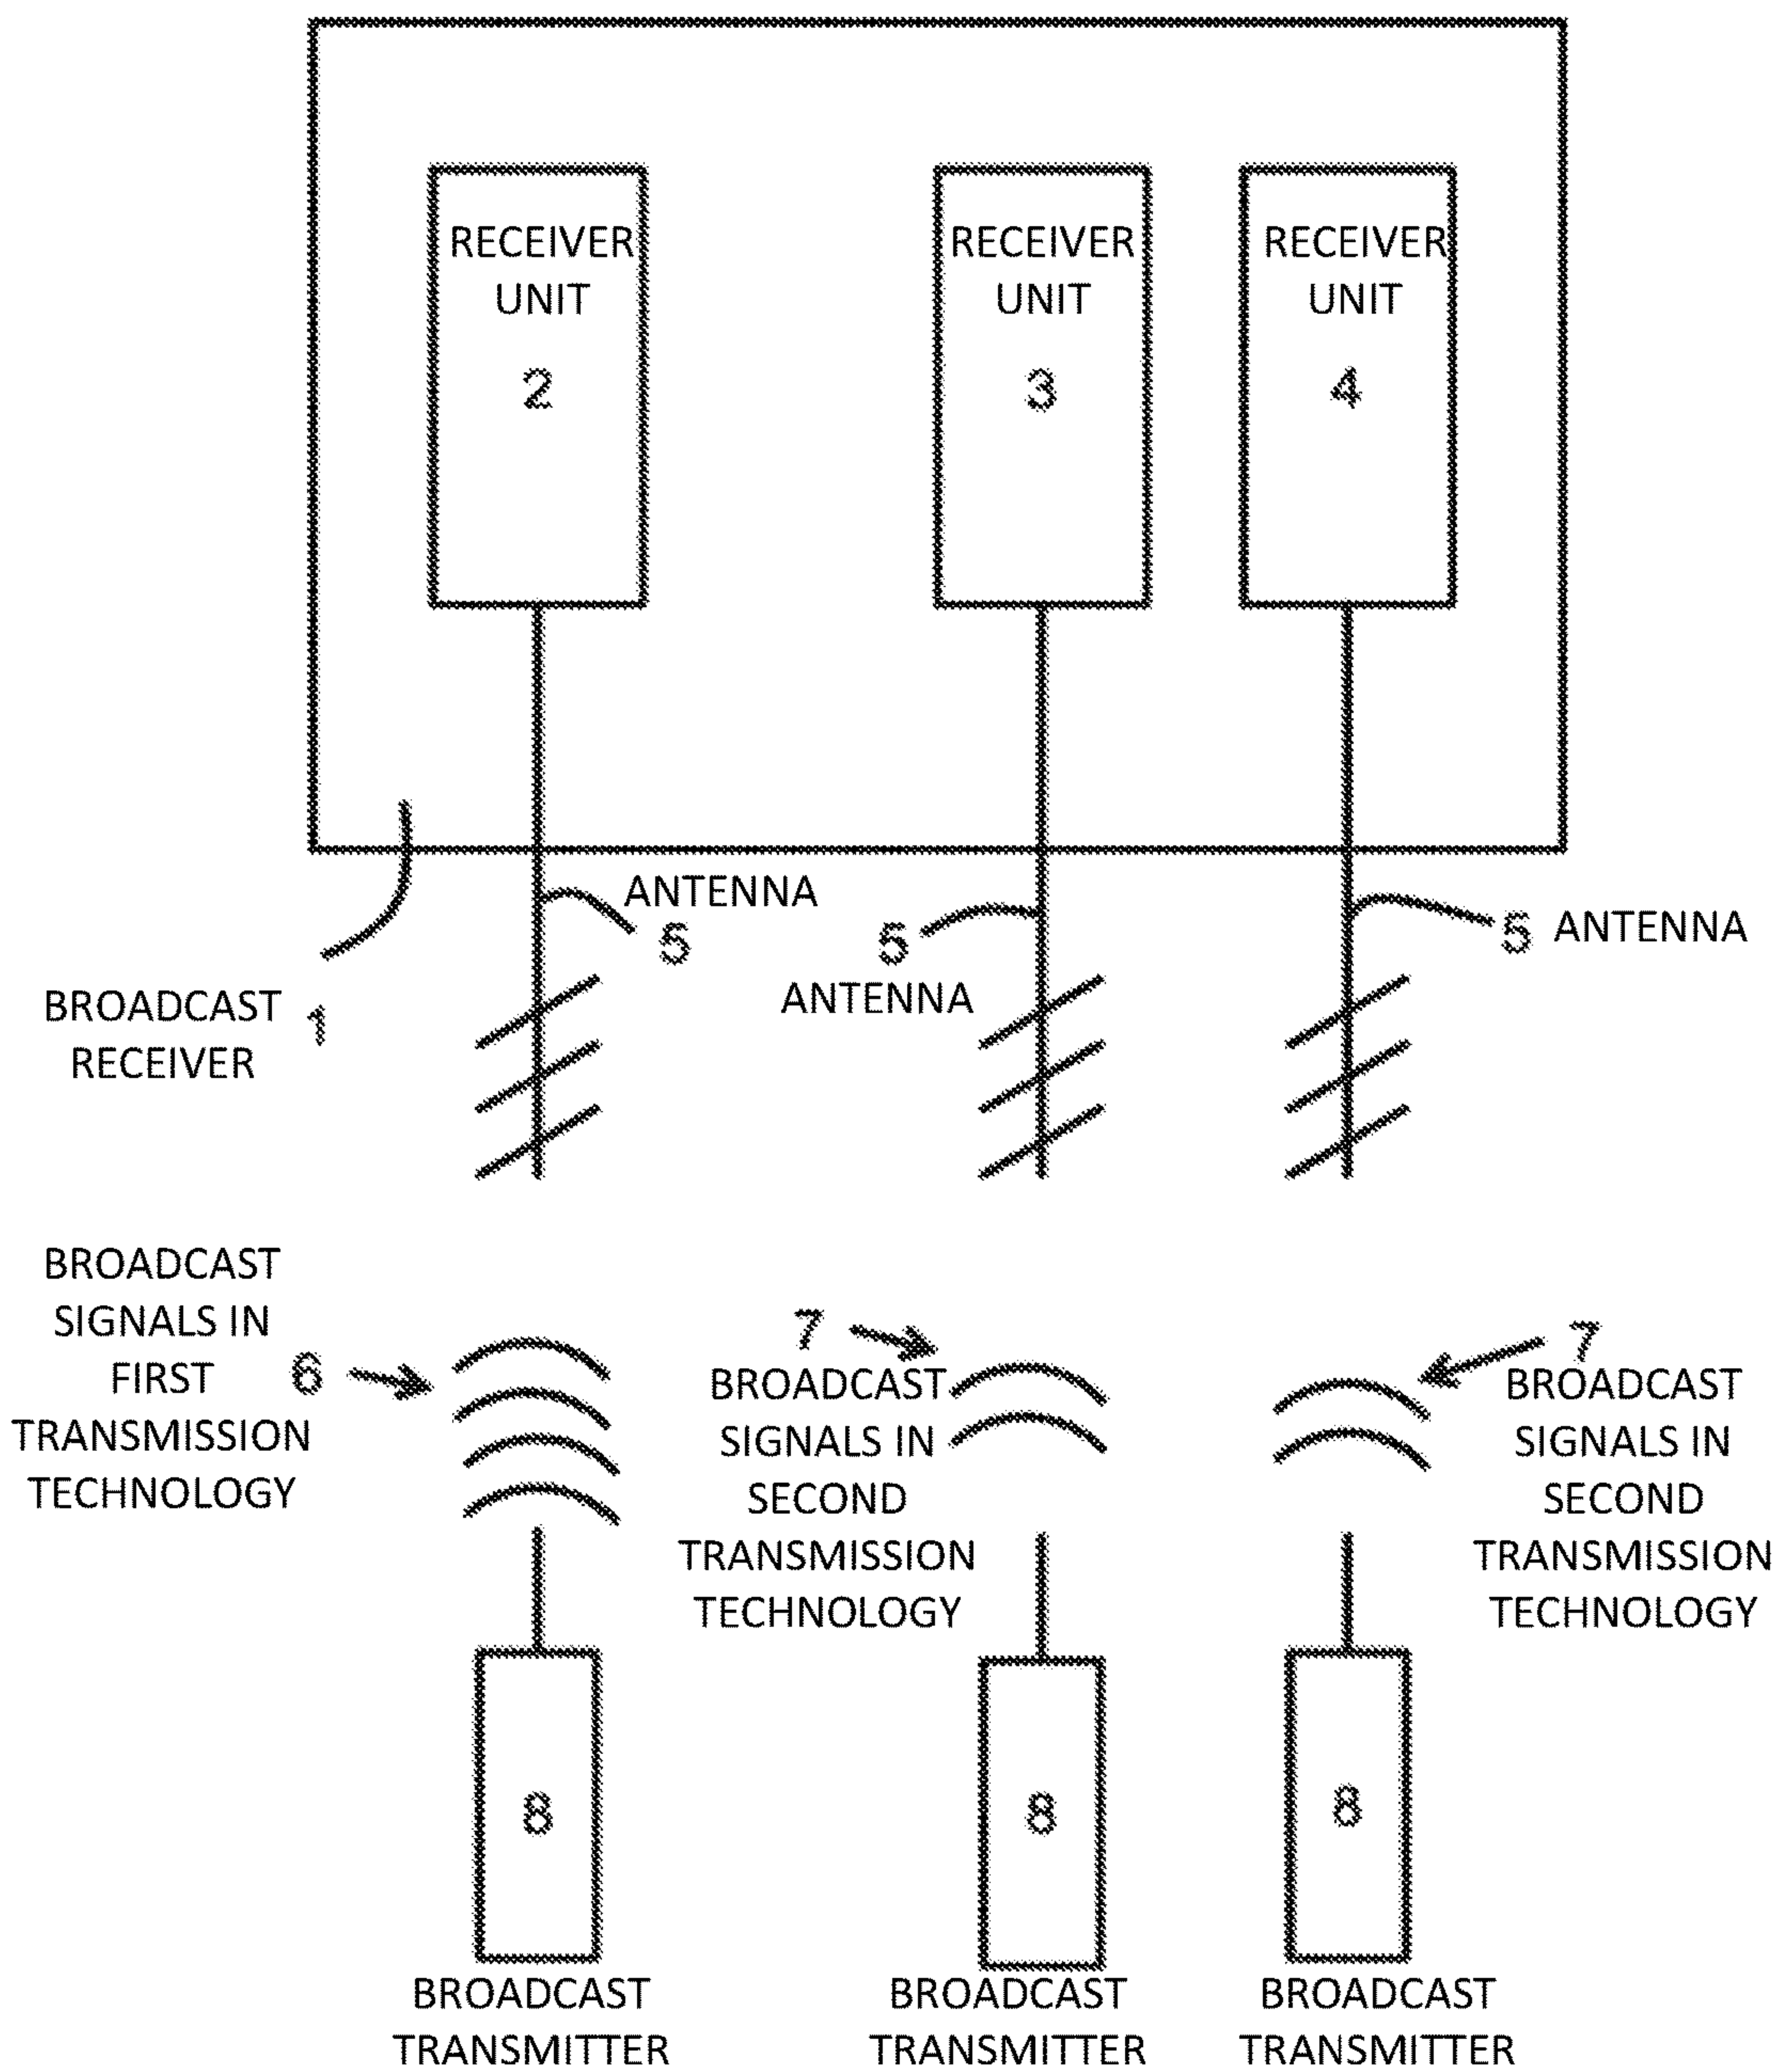 RECEIVER
UNIT
2
RECEIVER
UNIT
3
RECEIVER
UNIT
4
ANTENNA
5
5
ANTENNA
5 ANTENNA
BROADCAST
RECEIVER
1
BROADCAST
SIGNALS IN
FIRST
TRANSMISSION
TECHNOLOGY
6
7
BROADCAST
SIGNALS IN
SECOND
TRANSMISSION
TECHNOLOGY
7
BROADCAST
SIGNALS IN
SECOND
TRANSMISSION
TECHNOLOGY
8
BROADCAST
TRANSMITTER
8
BROADCAST
TRANSMITTER
8
BROADCAST
TRANSMITTER